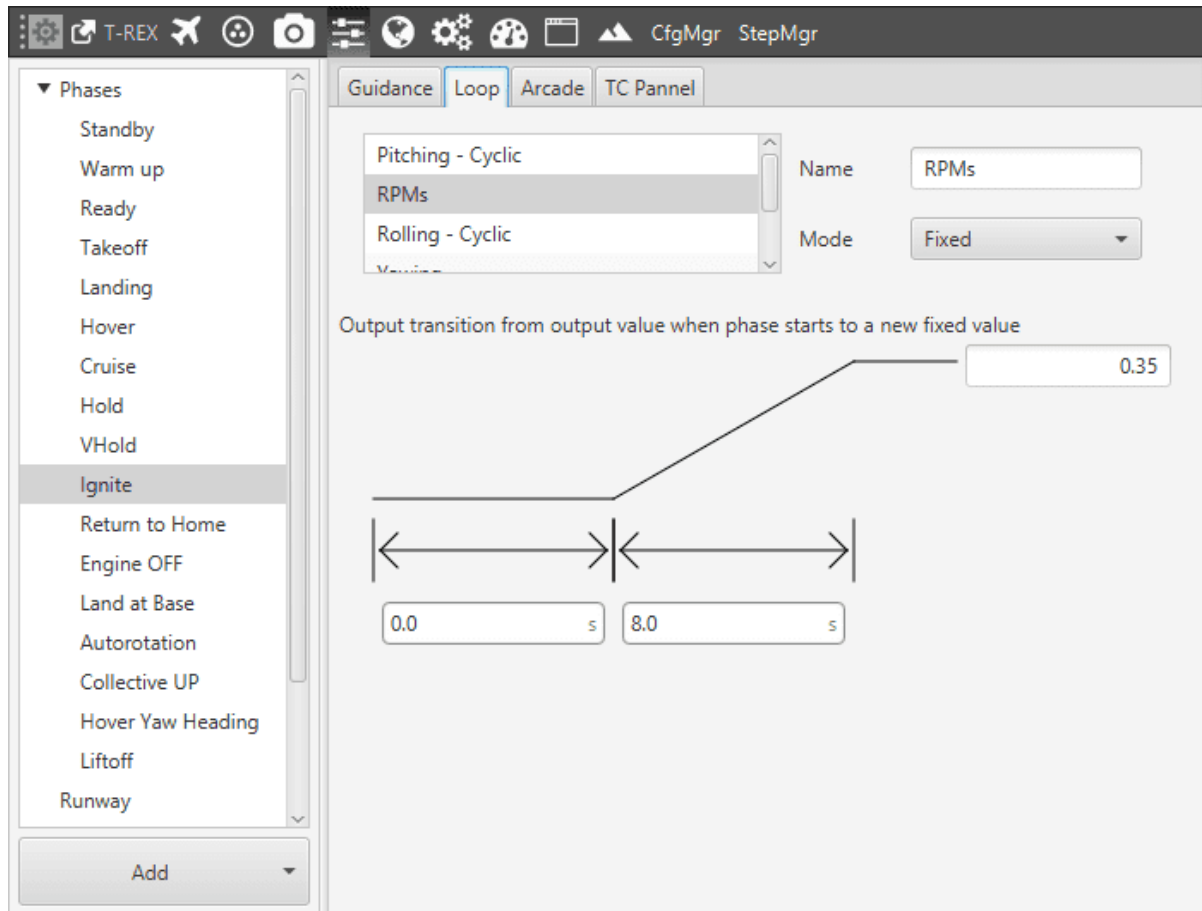 T-REX CfgMgr StepMgr
Phases
Standby
Warm up
Ready
Takeoff
Landing
Hover
Cruise
Hold
VHold
Ignite
Return to Home
Engine OFF
Land at Base
Autorotation
Collective UP
Hover Yaw Heading
Liftoff
Runway
Add
Guidance Loop Arcade TC Pannel
Pitching - Cyclic
RPMs
Rolling - Cyclic
Yawing
Name RPMs
Mode Fixed
Output transition from output value when phase starts to a new fixed value
0.35
0.0 s 8.0 s